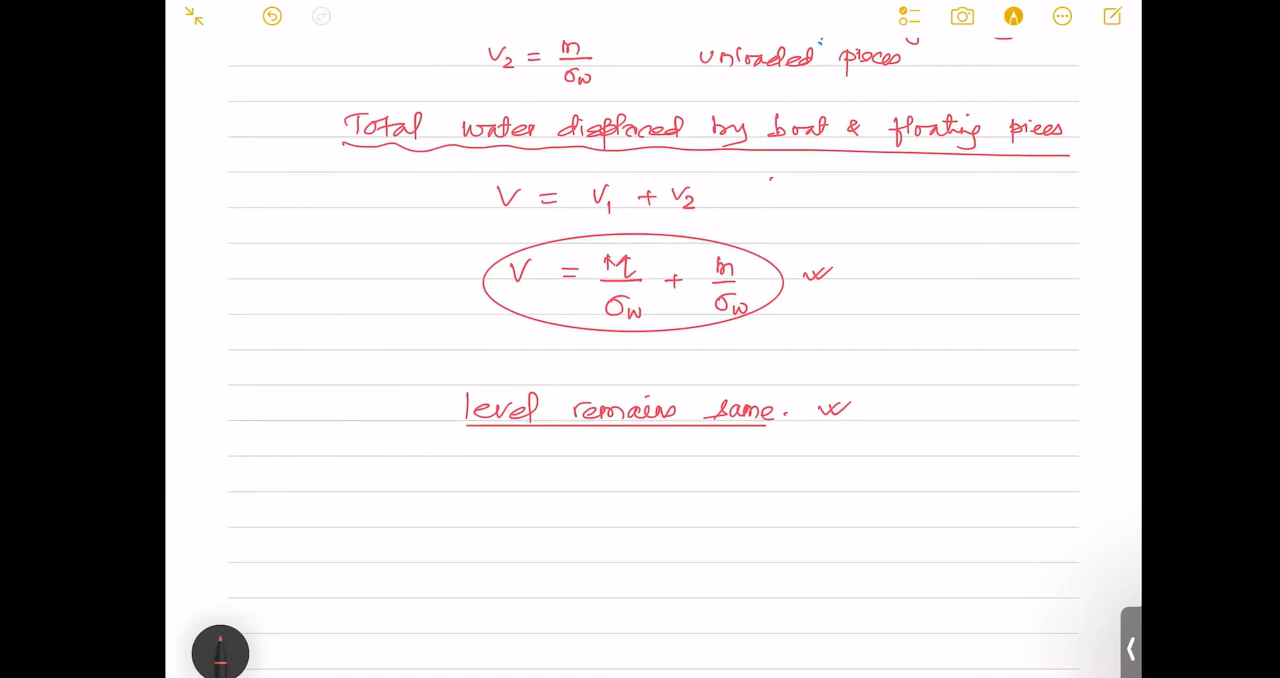 V₂ = m/σw unloaded pieces
Total water displaced by boat & floating pieces
V = V₁ + V₂
V = M/σw + m/σw
level remains same.